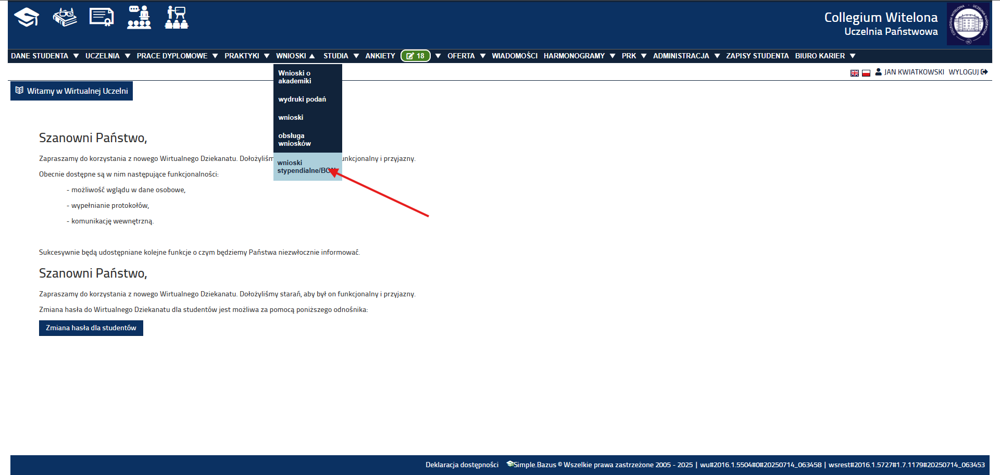 Collegium Witelona
Uczelnia Państwowa
COLLEGIUM WITELONA · UCZELNIA PAŃSTWOWA
DANE STUDENTA ▼ UCZELNIA ▼ PRACE DYPLOMOWE ▼ PRAKTYKI ▼ WNIOSKI ▲ STUDIA ▼ ANKIETY 18 ▼ OFERTA ▼ WIADOMOŚCI HARMONOGRAMY ▼ PRK ▼ ADMINISTRACJA ▼ ZAPISY STUDENTA BIURO KARIER ▼
JAN KWIATKOWSKI WYLOGUJ
Wnioski o
akademiki
wydruki podań
wnioski
obsługa
wniosków
wnioski
stypendialne/BON
Witamy w Wirtualnej Uczelni
Szanowni Państwo,
Zapraszamy do korzystania z nowego Wirtualnego Dziekanatu. Dołożyliśm unkcjonalny i przyjazny.
Obecnie dostępne są w nim następujące funkcjonalności:
- możliwość wglądu w dane osobowe,
- wypełnianie protokołów,
- komunikację wewnętrzną.
Sukcesywnie będą udostępniane kolejne funkcje o czym będziemy Państwa niezwłocznie informować.
Szanowni Państwo,
Zapraszamy do korzystania z nowego Wirtualnego Dziekanatu. Dołożyliśmy starań, aby był on funkcjonalny i przyjazny.
Zmiana hasła do Wirtualnego Dziekanatu dla studentów jest możliwa za pomocą poniższego odnośnika:
Zmiana hasła dla studentów
Deklaracja dostępności Simple.Bazus © Wszelkie prawa zastrzeżone 2005 - 2025 | wu#2016.1.5504#0#20250714_063458 | wsrest#2016.1.5727#1.7.1179#20250714_063453